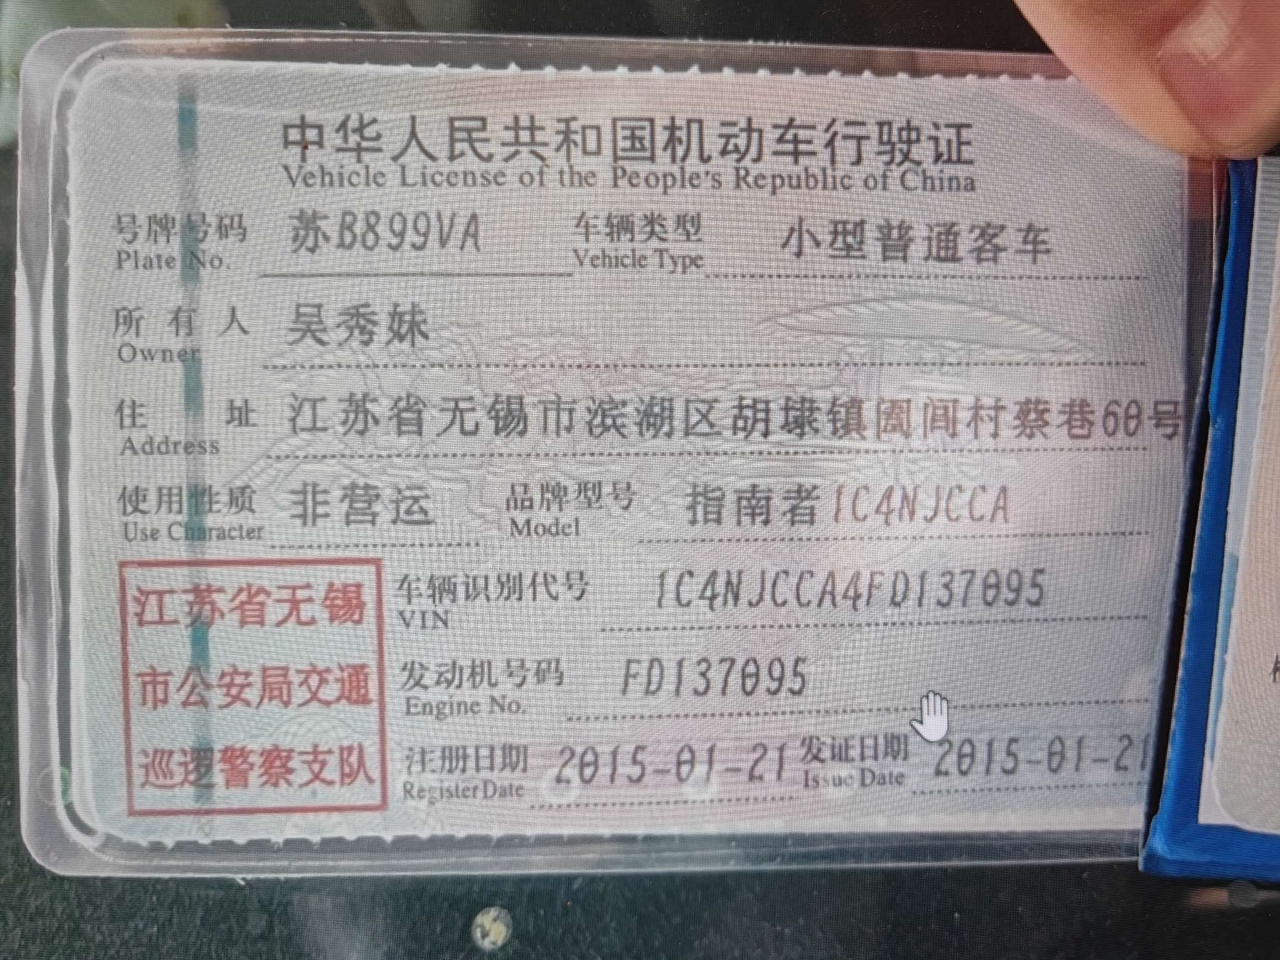 中华人民共和国机动车行驶证
Vehicle License of the People's Republic of China
号牌号码 苏B899VA 车辆类型 小型普通客车
Plate No. Vehicle Type
所有人 吴秀妹
Owner
住址 江苏省无锡市滨湖区胡埭镇阖闾村蔡巷60号
Address
使用性质 非营运 品牌型号 指南者1C4NJCCA
Use Character Model
车辆识别代号 1C4NJCCA4FD137095
VIN
发动机号码 FD137095
Engine No.
注册日期 2015-01-21 发证日期 2015-01-21
Register Date Issue Date
江苏省无锡
市公安局交通
巡逻警察支队